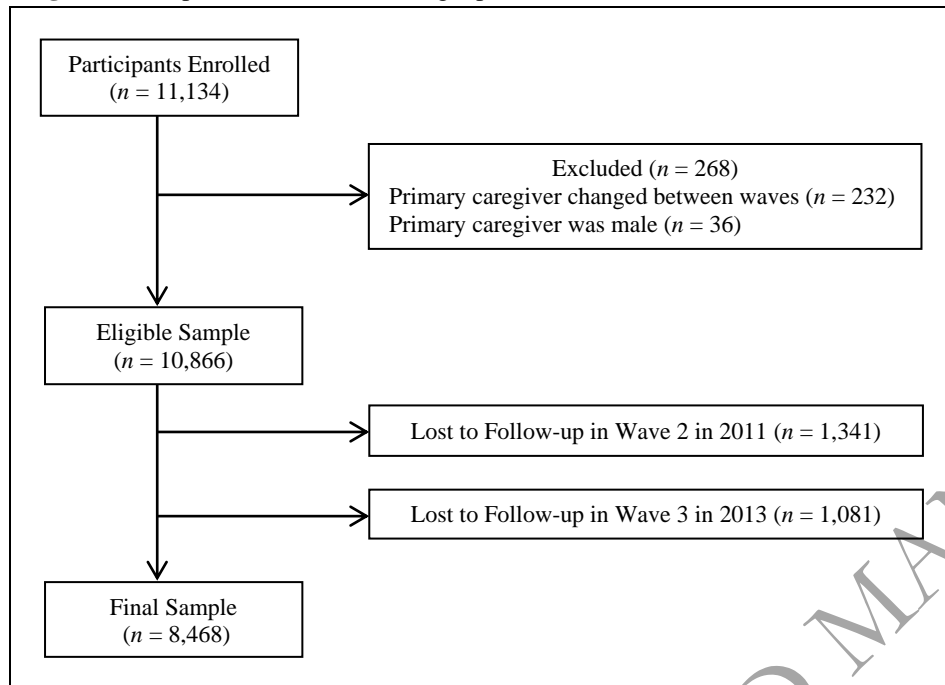 Participants Enrolled
(n = 11,134)
Excluded (n = 268)
Primary caregiver changed between waves (n = 232)
Primary caregiver was male (n = 36)
Eligible Sample
(n = 10,866)
Lost to Follow-up in Wave 2 in 2011 (n = 1,341)
Lost to Follow-up in Wave 3 in 2013 (n = 1,081)
Final Sample
(n = 8,468)